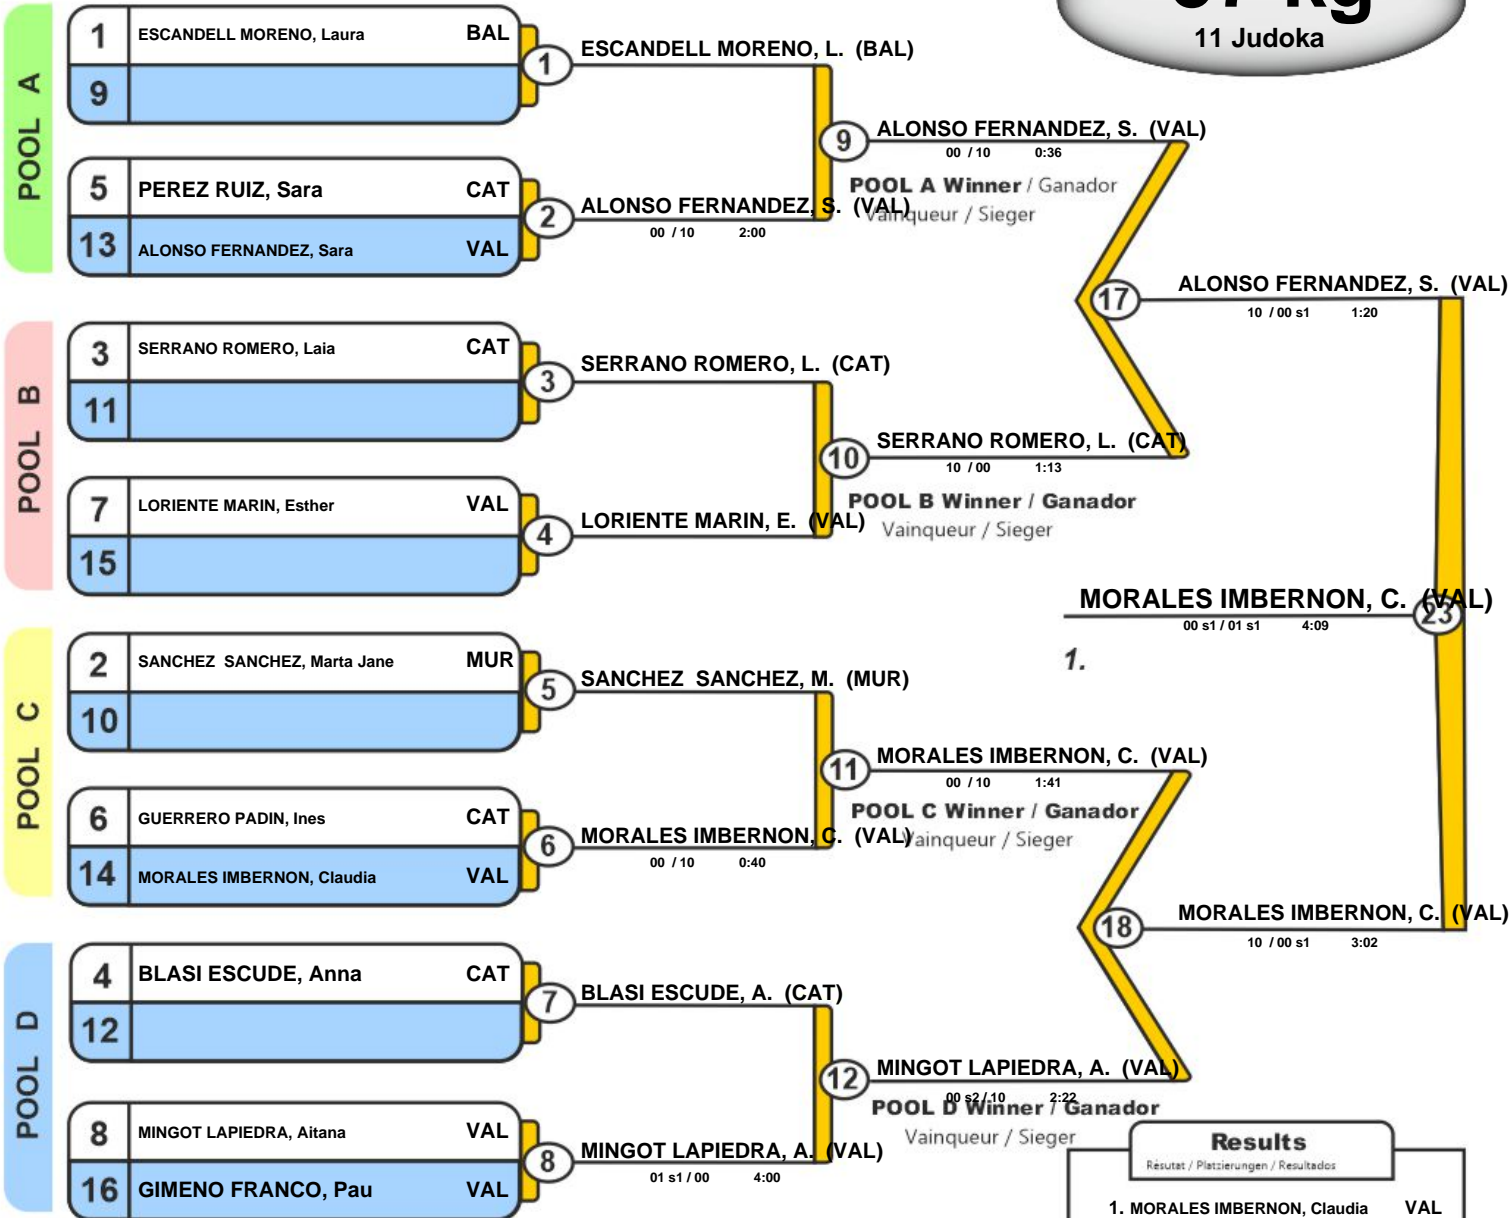 11 Judoka
POOL A
1 ESCANDELL MORENO, Laura BAL
9
1 ESCANDELL MORENO, L. (BAL)
5 PEREZ RUIZ, Sara CAT
13 ALONSO FERNANDEZ, Sara VAL
2 ALONSO FERNANDEZ, S. (VAL)
00 / 10 2:00
9 ALONSO FERNANDEZ, S. (VAL)
00 / 10 0:36
POOL A Winner / Ganador
Vainqueur / Sieger
POOL B
3 SERRANO ROMERO, Laia CAT
11
3 SERRANO ROMERO, L. (CAT)
7 LORIENTE MARIN, Esther VAL
15
4 LORIENTE MARIN, E. (VAL)
10 SERRANO ROMERO, L. (CAT)
10 / 00 1:13
POOL B Winner / Ganador
Vainqueur / Sieger
17 ALONSO FERNANDEZ, S. (VAL)
10 / 00 s1 1:20
MORALES IMBERNON, C. (VAL) 23
00 s1 / 01 s1 4:09
1.
POOL C
2 SANCHEZ SANCHEZ, Marta Jane MUR
10
5 SANCHEZ SANCHEZ, M. (MUR)
6 GUERRERO PADIN, Ines CAT
14 MORALES IMBERNON, Claudia VAL
6 MORALES IMBERNON, C. (VAL)
00 / 10 0:40
11 MORALES IMBERNON, C. (VAL)
00 / 10 1:41
POOL C Winner / Ganador
Vainqueur / Sieger
18 MORALES IMBERNON, C. (VAL)
10 / 00 s1 3:02
POOL D
4 BLASI ESCUDE, Anna CAT
12
7 BLASI ESCUDE, A. (CAT)
8 MINGOT LAPIEDRA, Aitana VAL
16 GIMENO FRANCO, Pau VAL
8 MINGOT LAPIEDRA, A. (VAL)
01 s1 / 00 4:00
12 MINGOT LAPIEDRA, A. (VAL)
00 s2 / 10 2:22
POOL D Winner / Ganador
Vainqueur / Sieger
Results
Résutat / Platzierungen / Resultados
1. MORALES IMBERNON, Claudia VAL